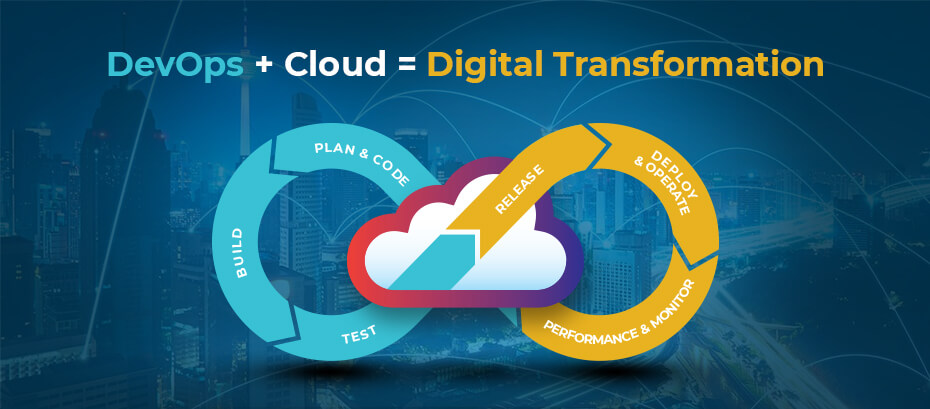 DevOps + Cloud = Digital Transformation
PLAN & CODE
BUILD
TEST
RELEASE
DEPLOY
& OPERATE
PERFORMANCE & MONITOR